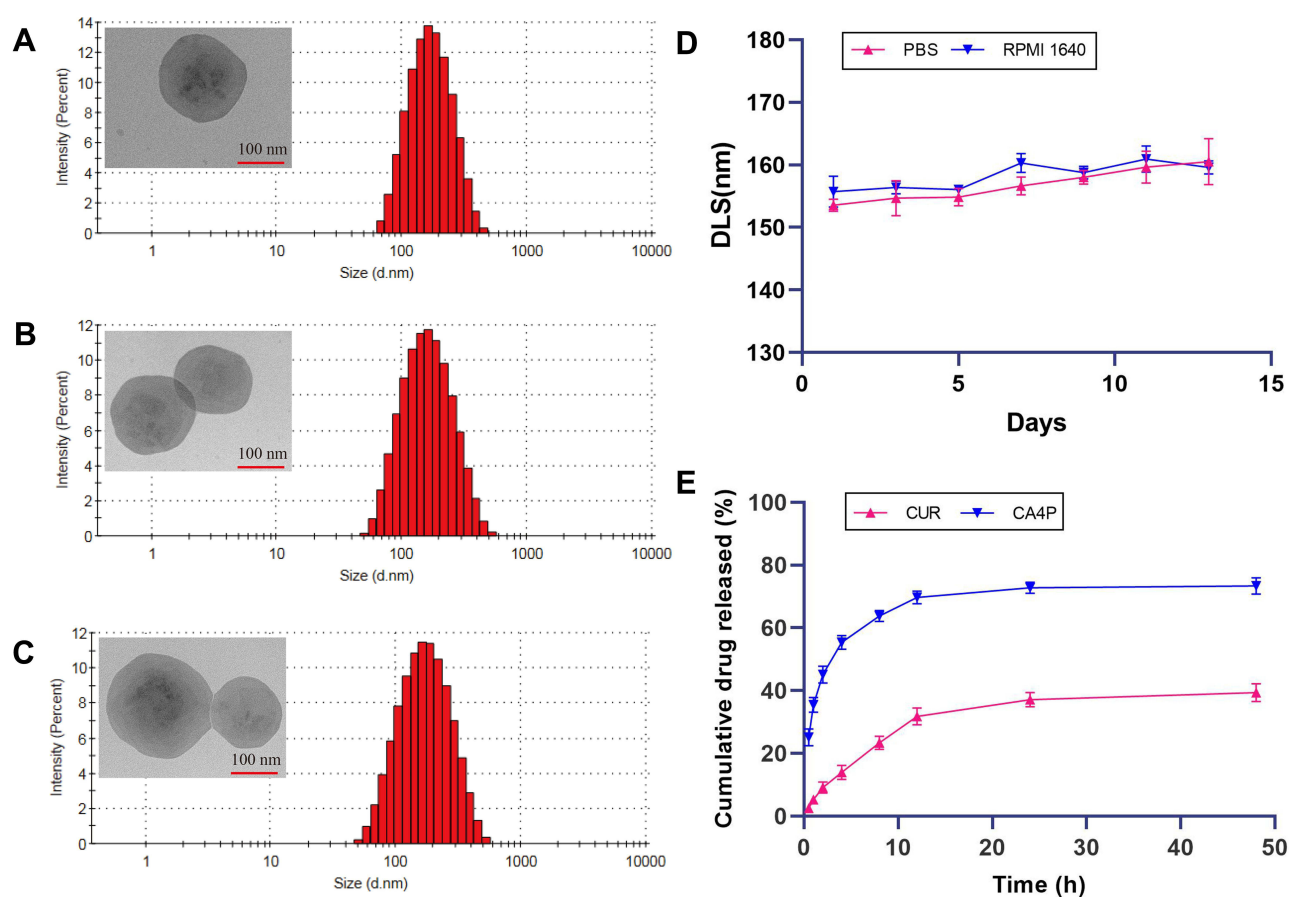 A
Intensity (Percent)
14
12
10
8
6
4
2
0
100 nm
1
10
100
1000
10000
Size (d.nm)
B
Intensity (Percent)
12
10
8
6
4
2
0
100 nm
1
10
100
1000
10000
Size (d.nm)
C
Intensity (Percent)
12
10
8
6
4
2
0
100 nm
1
10
100
1000
10000
Size (d.nm)
D
PBS RPMI 1640
DLS(nm)
180
170
160
150
140
130
0 5 10 15
Days
E
CUR CA4P
Cumulative drug released (%)
100
80
60
40
20
0
0 10 20 30 40 50
Time (h)